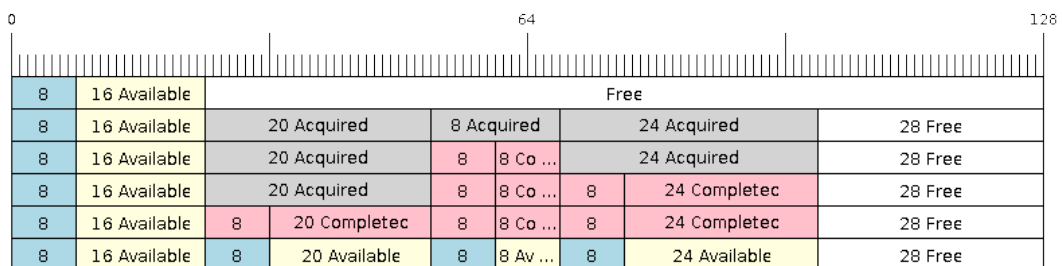 0 64 128
8 16 Available Free
8 16 Available 20 Acquired 8 Acquired 24 Acquired 28 Free
8 16 Available 20 Acquired 8 8 Co ... 24 Acquired 28 Free
8 16 Available 20 Acquired 8 8 Co ... 8 24 Completec 28 Free
8 16 Available 8 20 Completec 8 8 Co ... 8 24 Completec 28 Free
8 16 Available 8 20 Available 8 8 Av ... 8 24 Available 28 Free